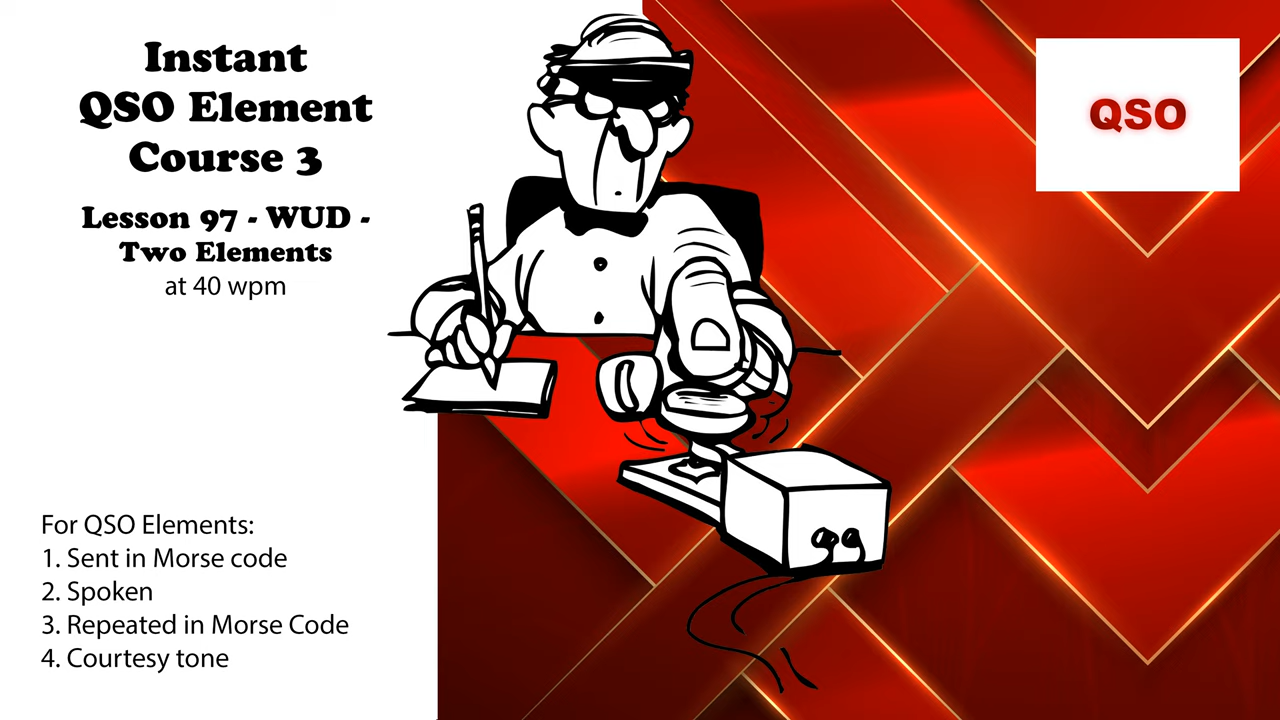 Instant
QSO Element
Course 3
Lesson 97 - WUD -
Two Elements
at 40 wpm
QSO
For QSO Elements:
1. Sent in Morse code
2. Spoken
3. Repeated in Morse Code
4. Courtesy tone